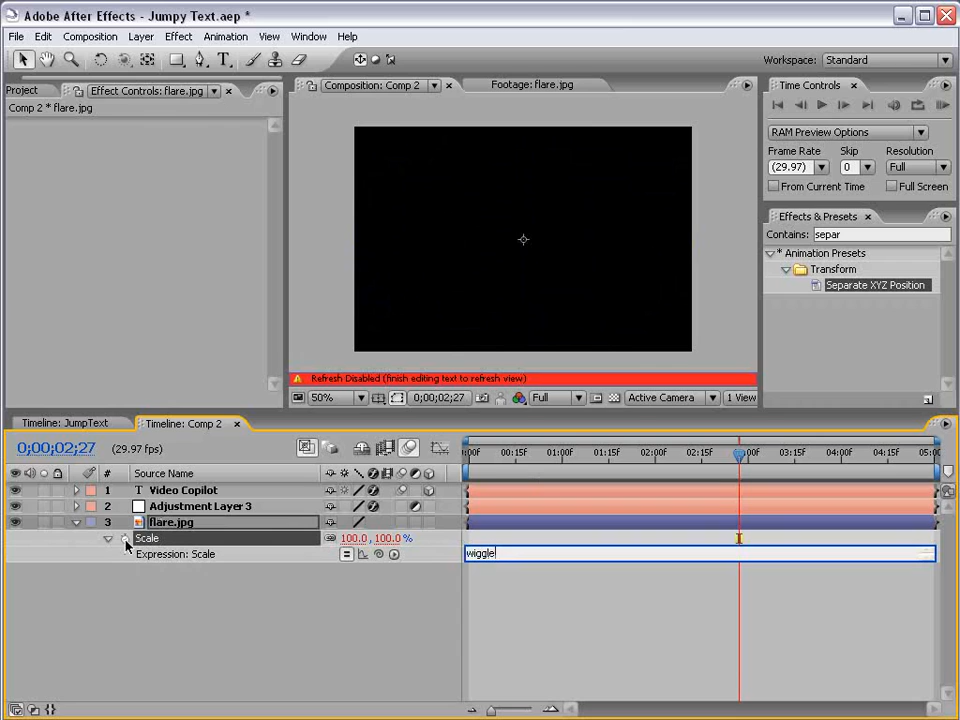 Adobe After Effects - Jumpy Text.aep *
File Edit Composition Layer Effect Animation View Window Help
Workspace: Standard
Project Effect Controls: flare.jpg
Comp 2 * flare.jpg
Composition: Comp 2
Footage: flare.jpg
Time Controls
RAM Preview Options
Frame Rate Skip Resolution
(29.97) 0 Full
From Current Time Full Screen
Effects & Presets
Contains: separ
* Animation Presets
Transform
Separate XYZ Position
Refresh Disabled (finish editing text to refresh view)
50% 0;00;02;27 Full Active Camera 1 View
Timeline: JumpText Timeline: Comp 2
0;00;02;27 (29.97 fps)
:00F 00:15F 01:00F 01:15F 02:00F 02:15F 03:00F 03:15F 04:00F 04:15F 05:00
# Source Name
1 T Video Copilot
2 Adjustment Layer 3
3 flare.jpg
Scale 100.0, 100.0 %
Expression: Scale
wiggle